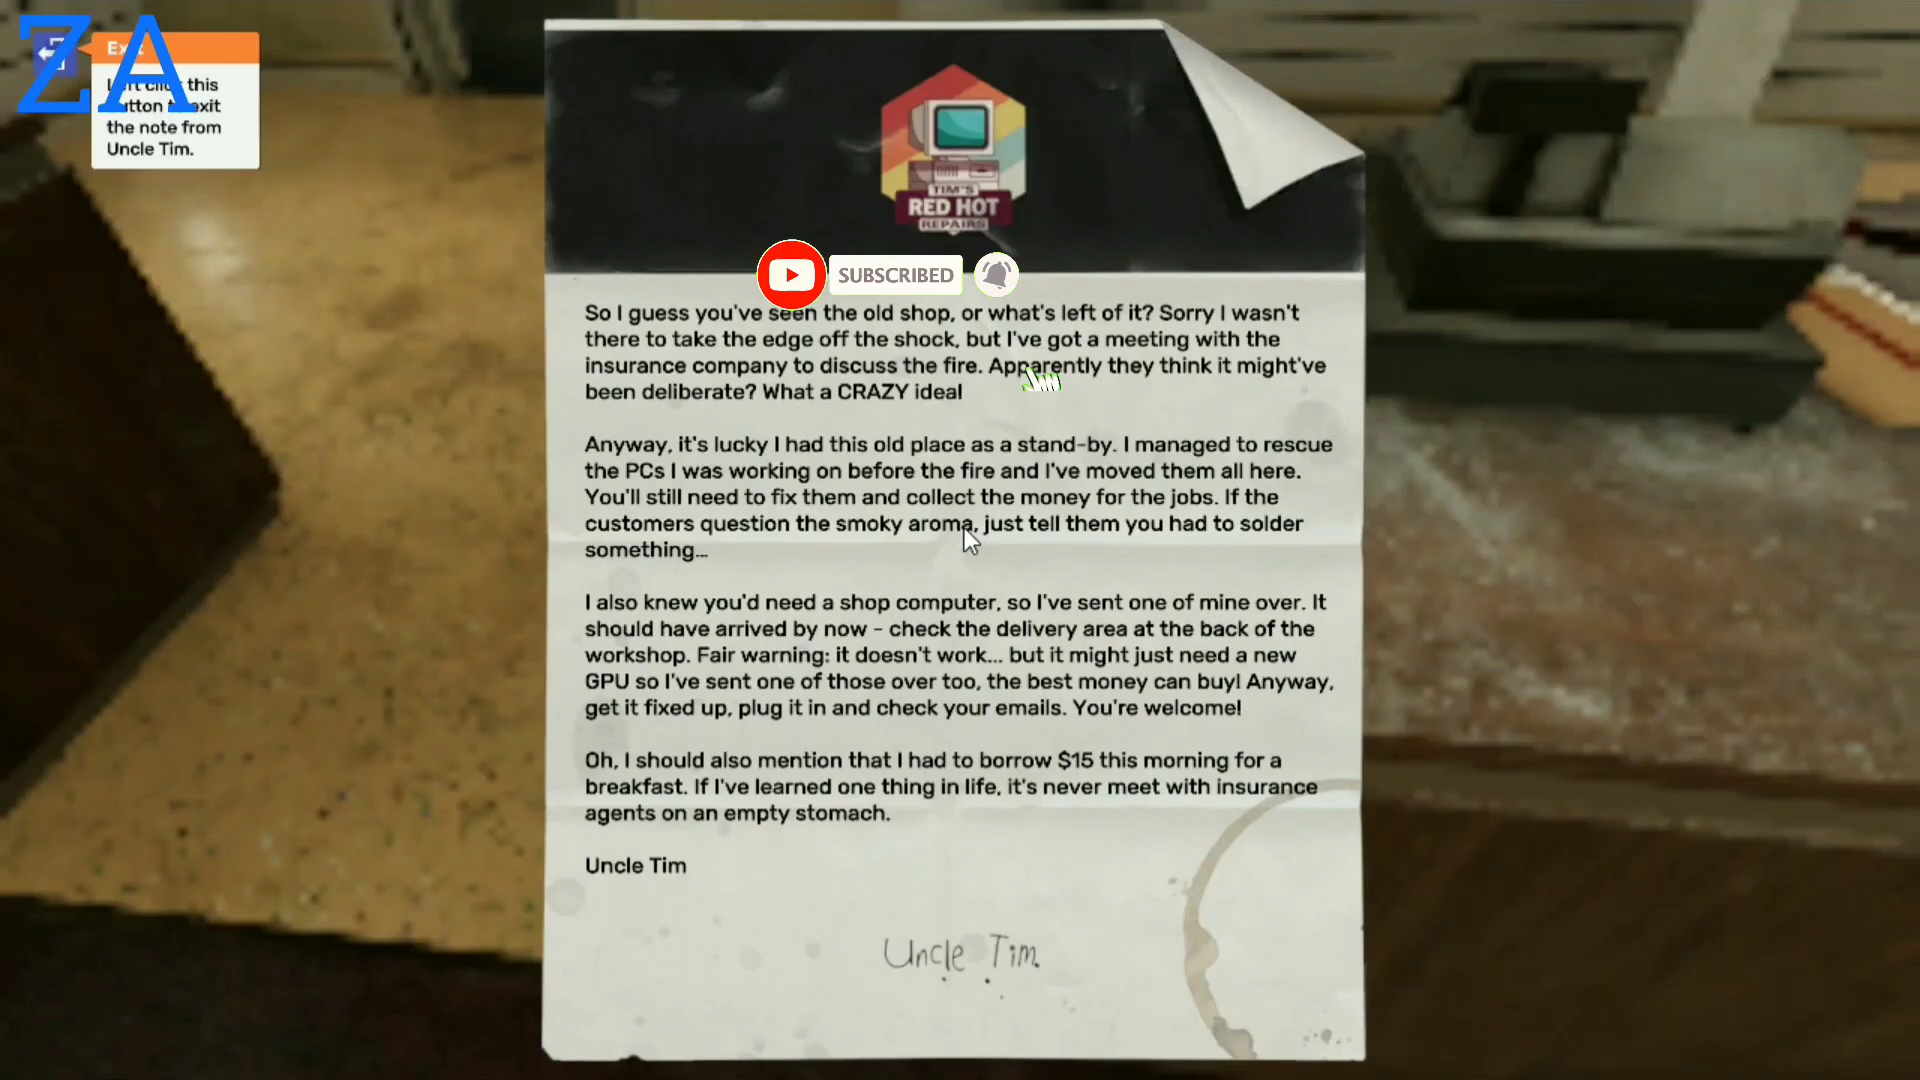 ZA
Exit
Left click this
button to exit
the note from
Uncle Tim.
TIM'S
RED HOT
REPAIRS
SUBSCRIBED
So I guess you've seen the old shop, or what's left of it? Sorry I wasn't
there to take the edge off the shock, but I've got a meeting with the
insurance company to discuss the fire. Apparently they think it might've
been deliberate? What a CRAZY idea!
Anyway, it's lucky I had this old place as a stand-by. I managed to rescue
the PCs I was working on before the fire and I've moved them all here.
You'll still need to fix them and collect the money for the jobs. If the
customers question the smoky aroma, just tell them you had to solder
something...
I also knew you'd need a shop computer, so I've sent one of mine over. It
should have arrived by now - check the delivery area at the back of the
workshop. Fair warning: it doesn't work... but it might just need a new
GPU so I've sent one of those over too, the best money can buy! Anyway,
get it fixed up, plug it in and check your emails. You're welcome!
Oh, I should also mention that I had to borrow $15 this morning for a
breakfast. If I've learned one thing in life, it's never meet with insurance
agents on an empty stomach.
Uncle Tim
Uncle Tim.